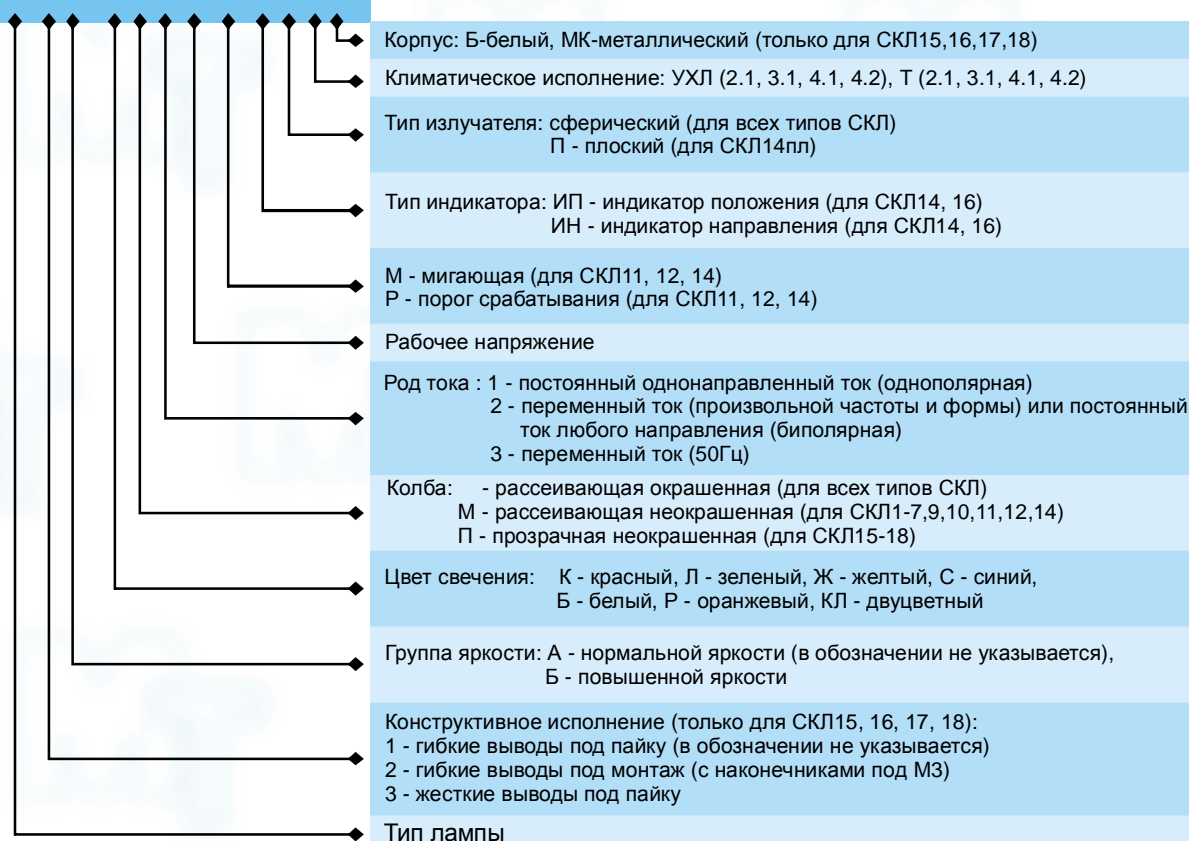 Корпус: Б-белый, МК-металлический (только для СКЛ15,16,17,18)
Климатическое исполнение: УХЛ (2.1, 3.1, 4.1, 4.2), Т (2.1, 3.1, 4.1, 4.2)
Тип излучателя: сферический (для всех типов СКЛ)
П - плоский (для СКЛ14пл)
Тип индикатора: ИП - индикатор положения (для СКЛ14, 16)
ИН - индикатор направления (для СКЛ14, 16)
М - мигающая (для СКЛ11, 12, 14)
Р - порог срабатывания (для СКЛ11, 12, 14)
Рабочее напряжение
Род тока : 1 - постоянный однонаправленный ток (однополярная)
2 - переменный ток (произвольной частоты и формы) или постоянный
ток любого направления (биполярная)
3 - переменный ток (50Гц)
Колба: - рассеивающая окрашенная (для всех типов СКЛ)
М - рассеивающая неокрашенная (для СКЛ1-7,9,10,11,12,14)
П - прозрачная неокрашенная (для СКЛ15-18)
Цвет свечения: К - красный, Л - зеленый, Ж - желтый, С - синий,
Б - белый, Р - оранжевый, КЛ - двуцветный
Группа яркости: А - нормальной яркости (в обозначении не указывается),
Б - повышенной яркости
Конструктивное исполнение (только для СКЛ15, 16, 17, 18):
1 - гибкие выводы под пайку (в обозначении не указывается)
2 - гибкие выводы под монтаж (с наконечниками под М3)
3 - жесткие выводы под пайку
Тип лампы